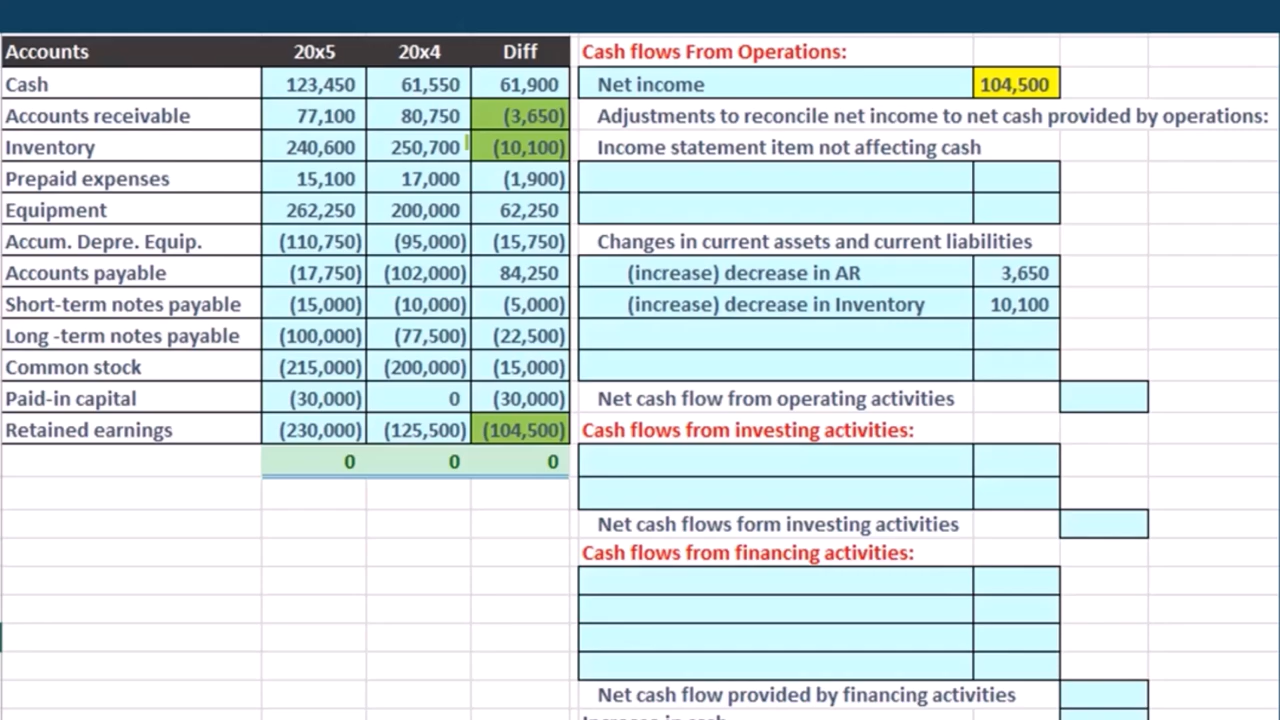 Accounts 20x5 20x4 Diff
Cash 123,450 61,550 61,900
Accounts receivable 77,100 80,750 (3,650)
Inventory 240,600 250,700 (10,100)
Prepaid expenses 15,100 17,000 (1,900)
Equipment 262,250 200,000 62,250
Accum. Depre. Equip. (110,750) (95,000) (15,750)
Accounts payable (17,750) (102,000) 84,250
Short-term notes payable (15,000) (10,000) (5,000)
Long -term notes payable (100,000) (77,500) (22,500)
Common stock (215,000) (200,000) (15,000)
Paid-in capital (30,000) 0 (30,000)
Retained earnings (230,000) (125,500) (104,500)
0 0 0
Cash flows From Operations:
Net income 104,500
Adjustments to reconcile net income to net cash provided by operations:
Income statement item not affecting cash
Changes in current assets and current liabilities
(increase) decrease in AR 3,650
(increase) decrease in Inventory 10,100
Net cash flow from operating activities
Cash flows from investing activities:
Net cash flows form investing activities
Cash flows from financing activities:
Net cash flow provided by financing activities
Increase in cash